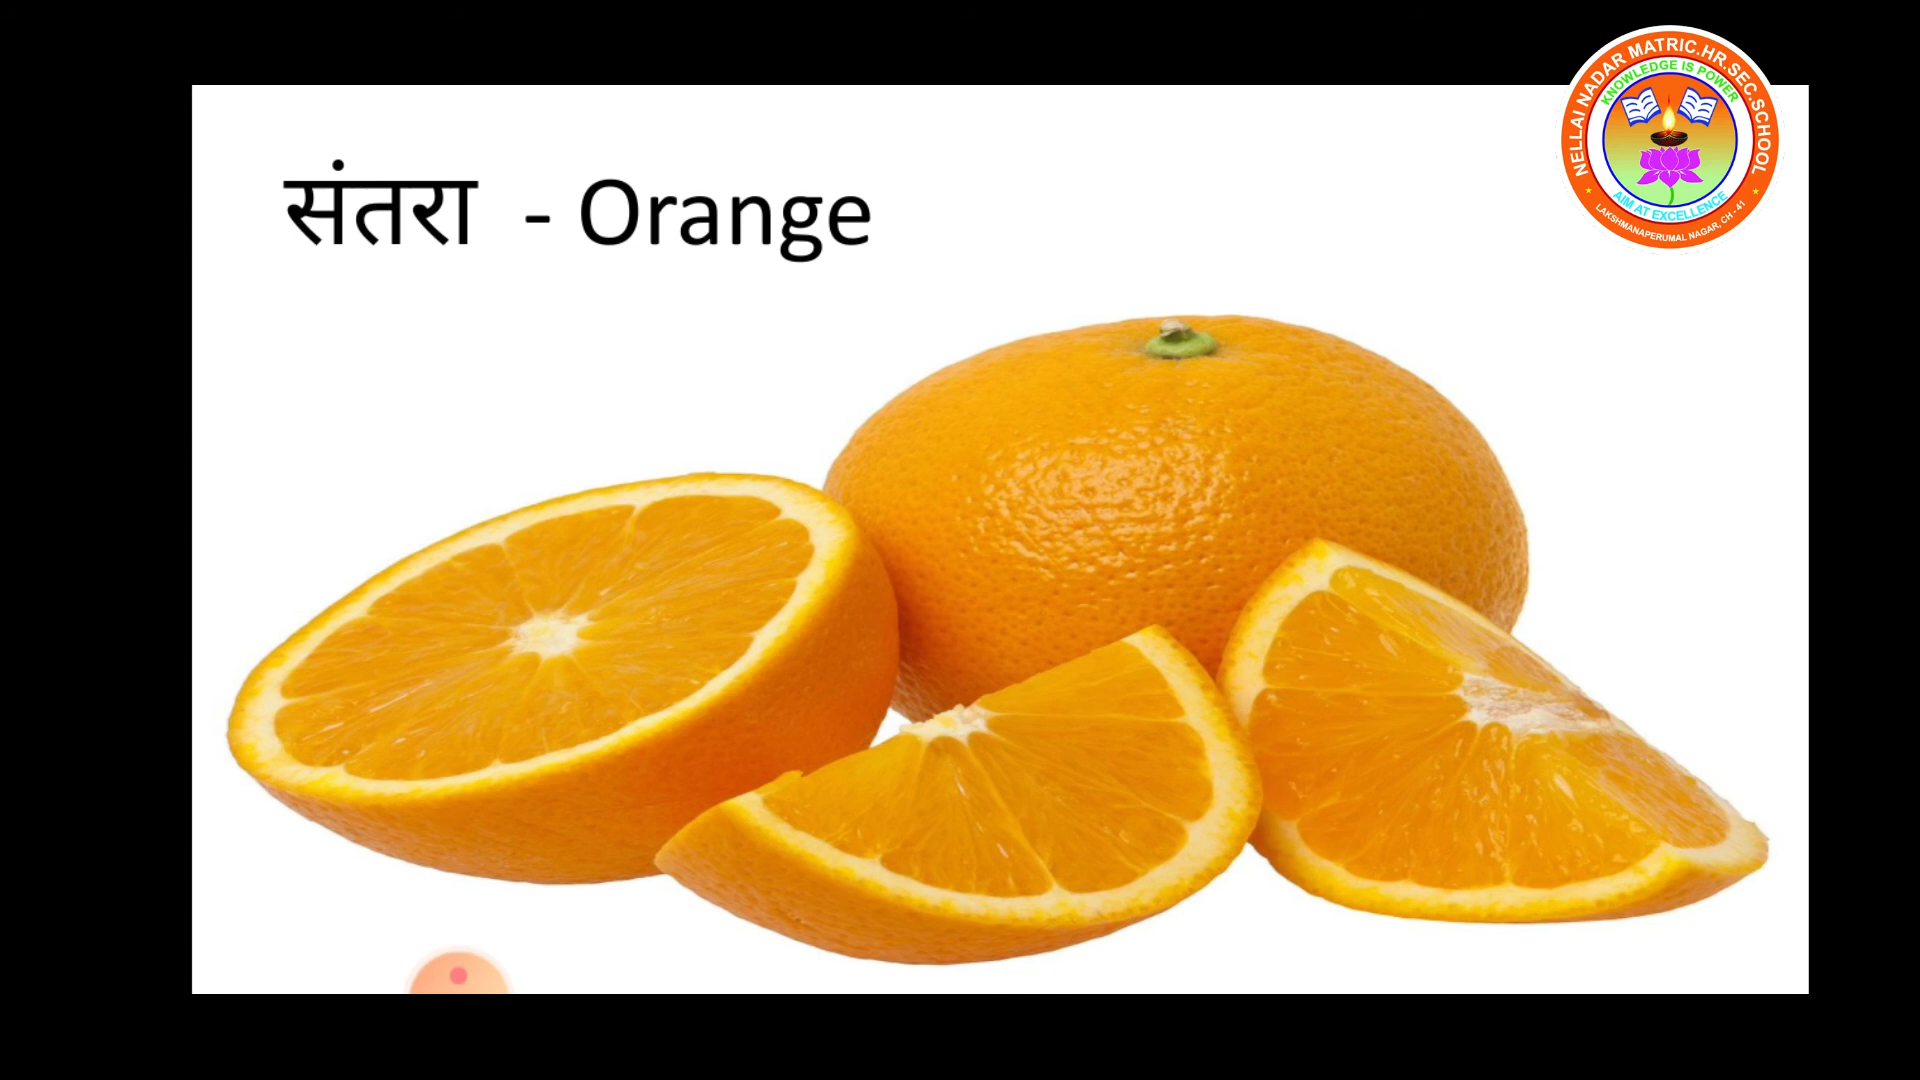 संतरा - Orange
NELLAI NADAR MATRIC.HR.SEC.SCHOOL
KNOWLEDGE IS POWER
AIM AT EXCELLENCE
LAKSHMANAPERUMAL NAGAR, CH - 41